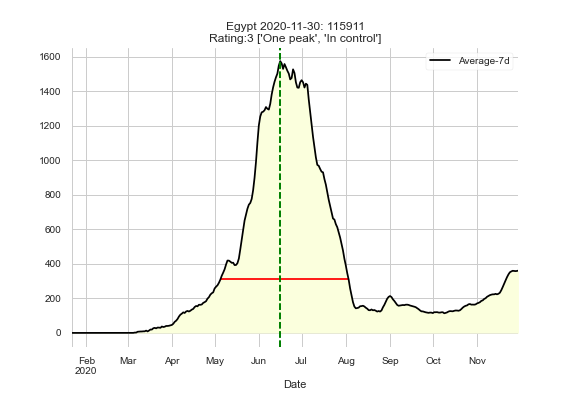 Egypt 2020-11-30: 115911
Rating:3 ['One peak', 'In control']
Average-7d
1600
1400
1200
1000
800
600
400
200
0
Feb Mar Apr May Jun Jul Aug Sep Oct Nov
2020
Date